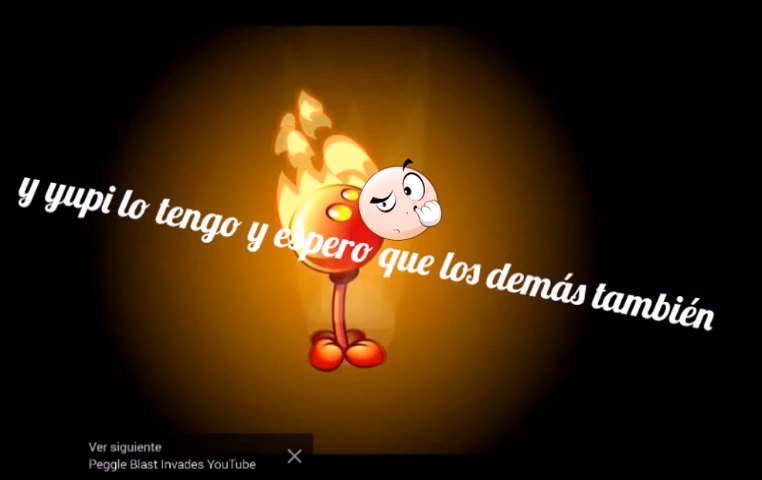 y yupi lo tengo y espero que los demás también
Ver siguiente
Peggle Blast Invades YouTube